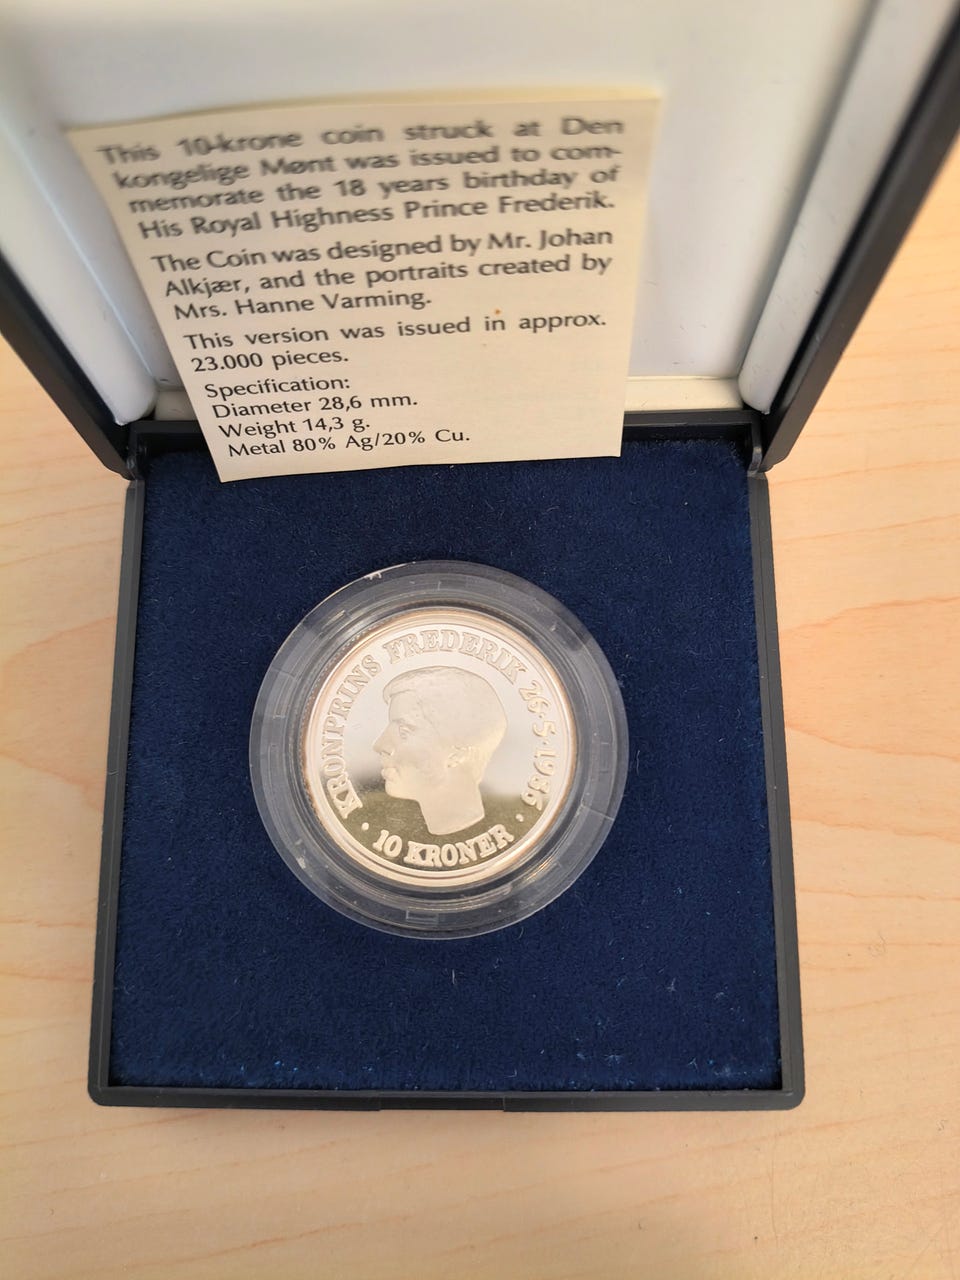 This 10-krone coin struck at Den
kongelige Mønt was issued to com-
memorate the 18 years birthday of
His Royal Highness Prince Frederik.
The Coin was designed by Mr. Johan
Alkjær, and the portraits created by
Mrs. Hanne Varming.
This version was issued in approx.
23.000 pieces.
Specification:
Diameter 28,6 mm.
Weight 14,3 g.
Metal 80% Ag/20% Cu.
KRONPRINS FREDERIK 26·5·1986
· 10 KRONER ·